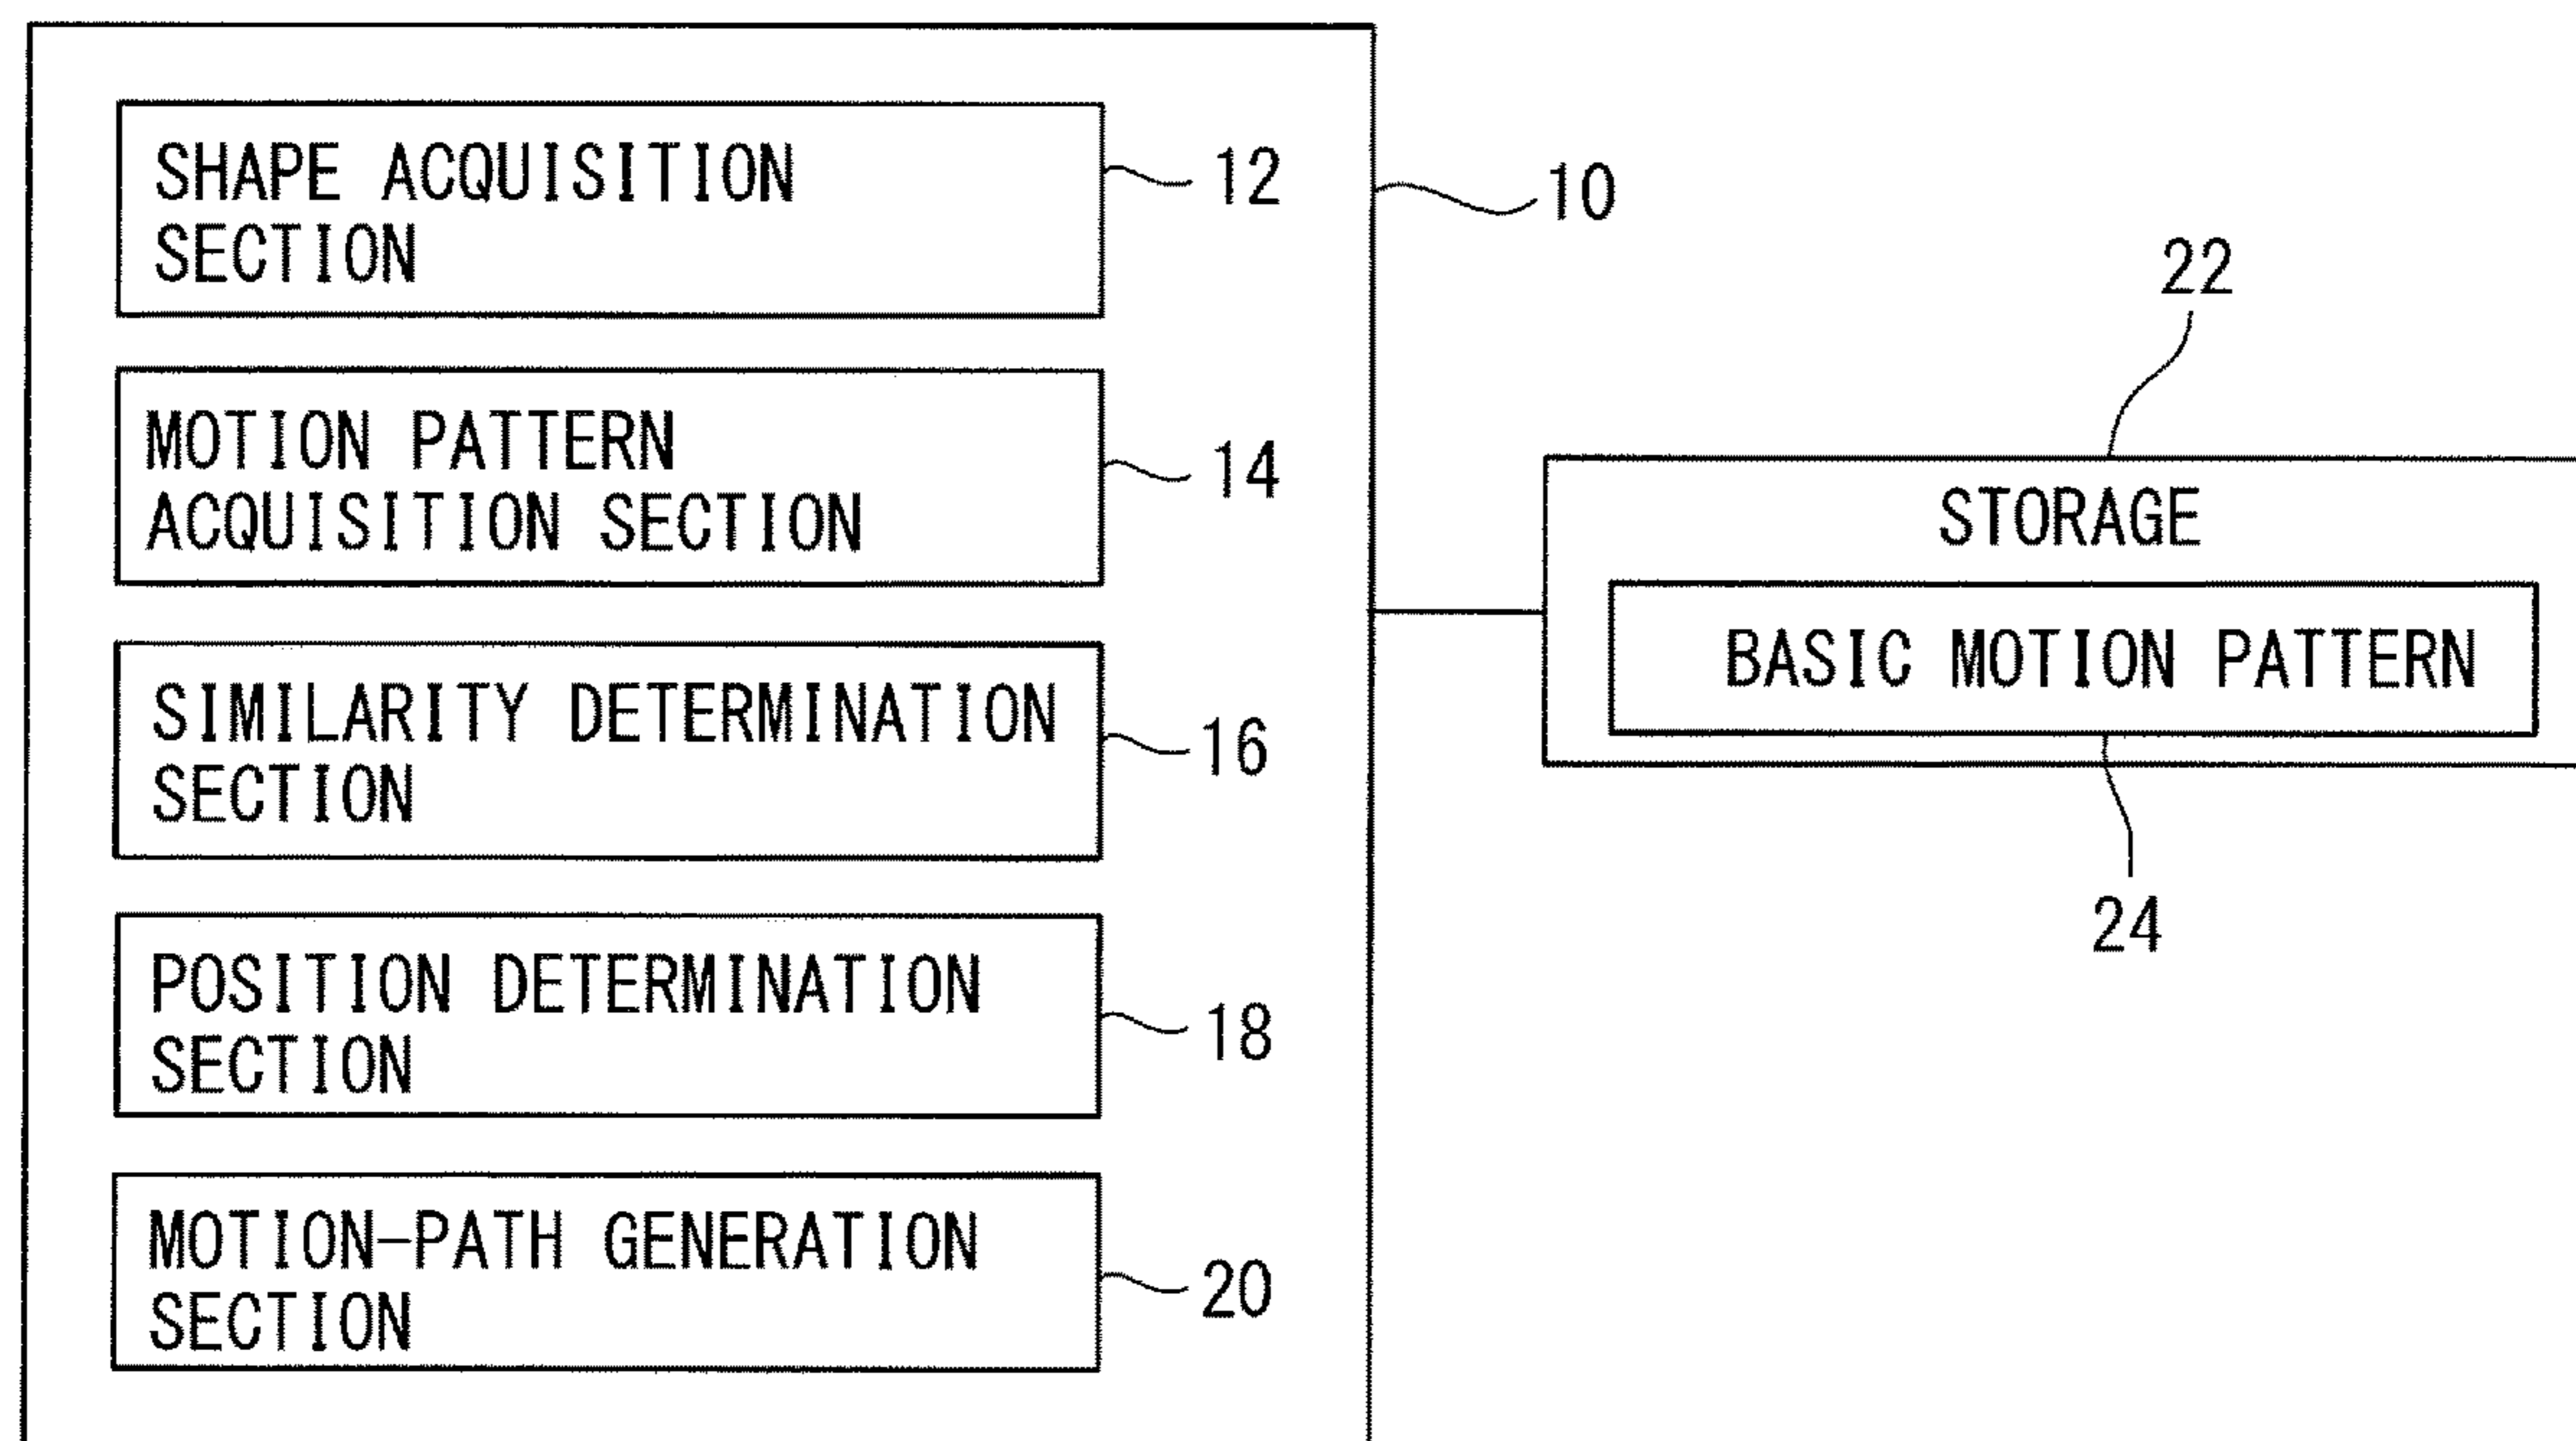 SHAPE ACQUISITION
SECTION
12
10
MOTION PATTERN
ACQUISITION SECTION
14
SIMILARITY DETERMINATION
SECTION
16
POSITION DETERMINATION
SECTION
18
MOTION-PATH GENERATION
SECTION
20
22
STORAGE
BASIC MOTION PATTERN
24